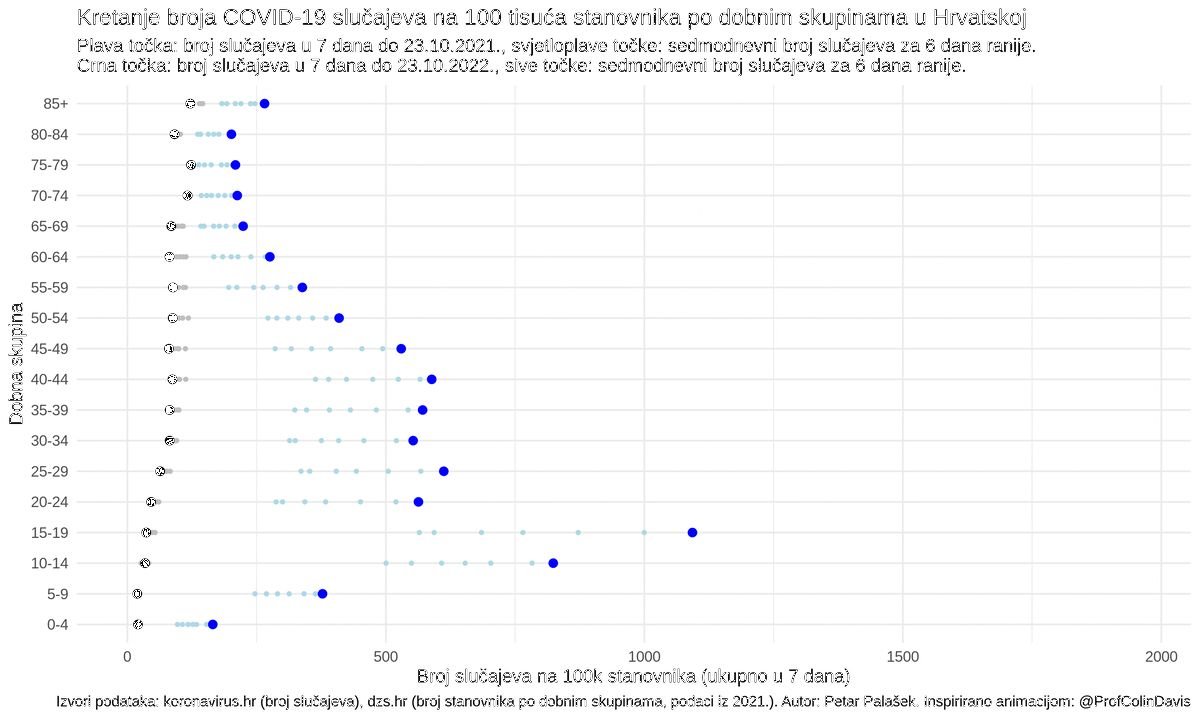 Kretanje broja COVID-19 slučajeva na 100 tisuća stanovnika po dobnim skupinama u Hrvatskoj
Plava točka: broj slučajeva u 7 dana do 23.10.2021., svjetloplave točke: sedmodnevni broj slučajeva za 6 dana ranije.
Crna točka: broj slučajeva u 7 dana do 23.10.2022., sive točke: sedmodnevni broj slučajeva za 6 dana ranije.
Dobna skupina
85+
80-84
75-79
70-74
65-69
60-64
55-59
50-54
45-49
40-44
35-39
30-34
25-29
20-24
15-19
10-14
5-9
0-4
0 500 1000 1500 2000
Broj slučajeva na 100k stanovnika (ukupno u 7 dana)
Izvori podataka: koronavirus.hr (broj slučajeva), dzs.hr (broj stanovnika po dobnim skupinama, podaci iz 2021.). Autor: Petar Palašek. Inspirirano animacijom: @ProfColinDavis